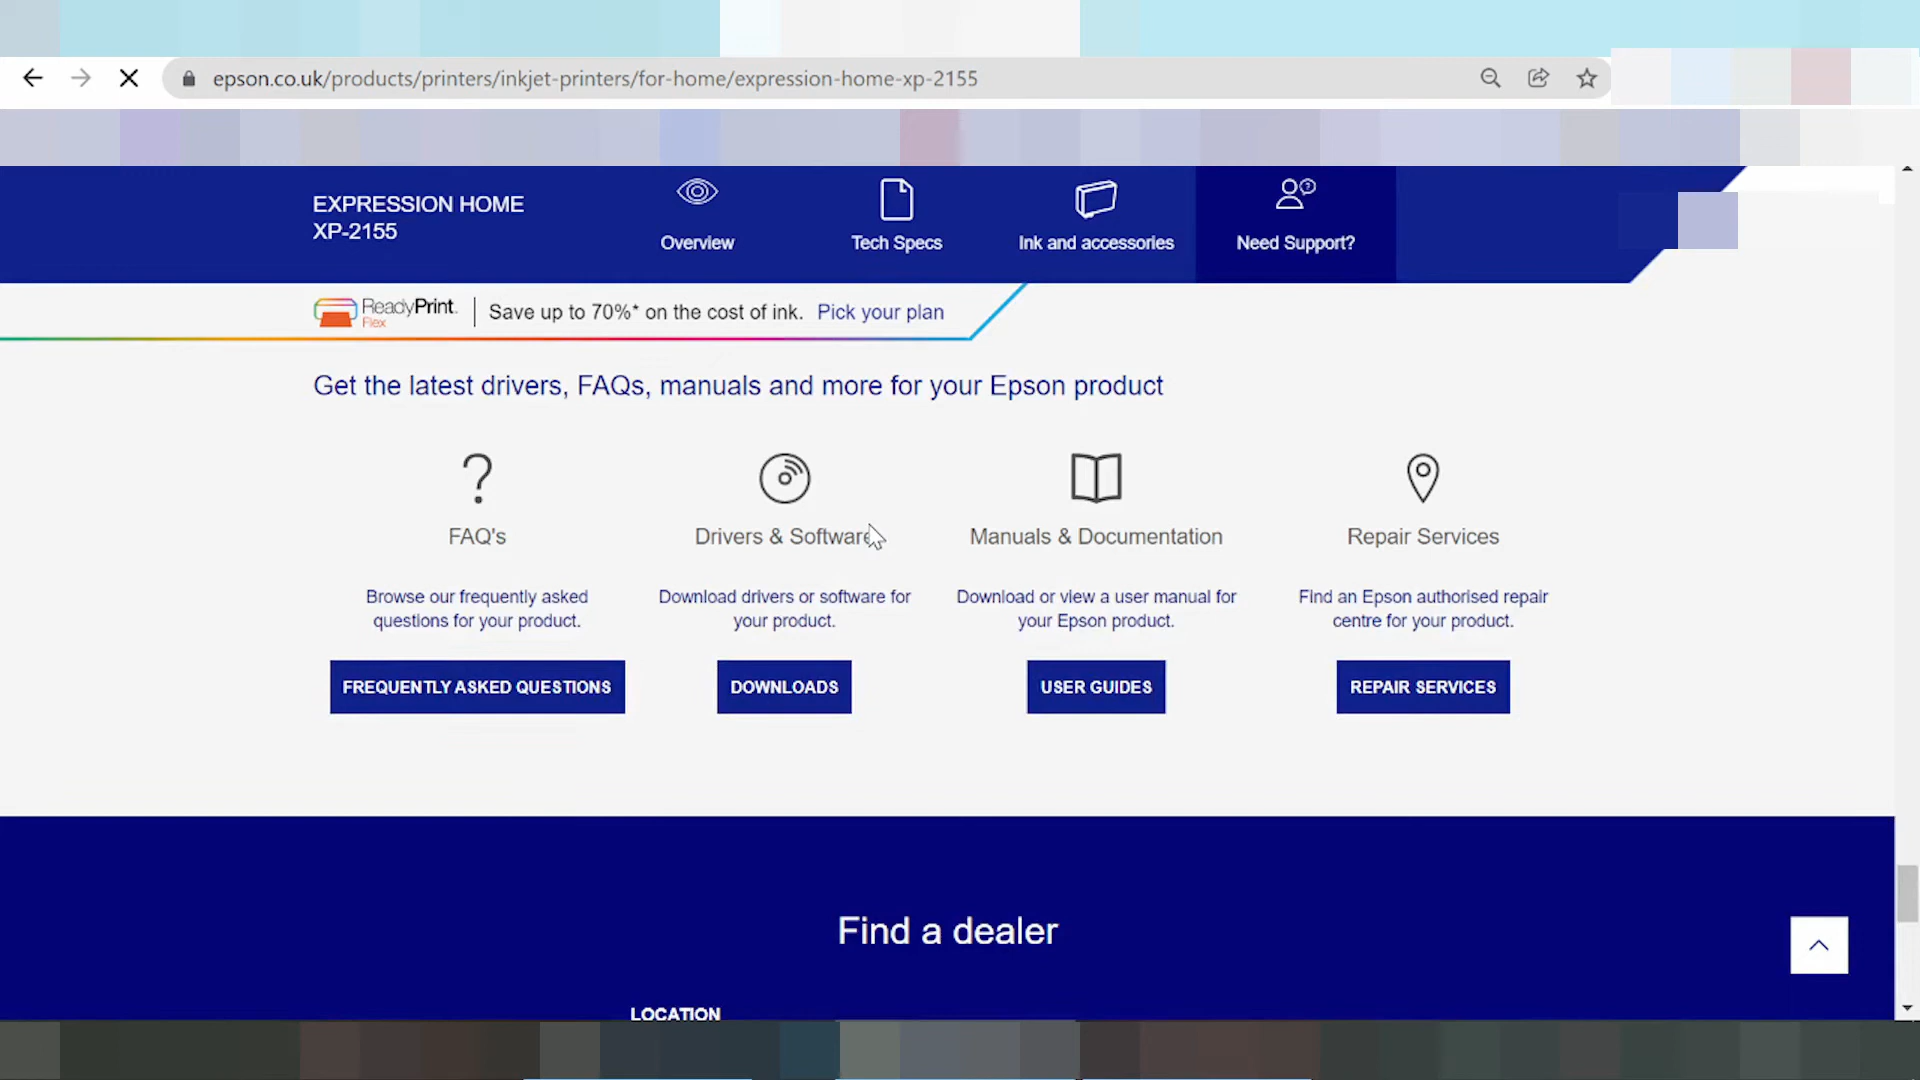 epson.co.uk/products/printers/inkjet-printers/for-home/expression-home-xp-2155
EXPRESSION HOME
XP-2155
Overview
Tech Specs
Ink and accessories
Need Support?
ReadyPrint
Flex
Save up to 70%* on the cost of ink. Pick your plan
Get the latest drivers, FAQs, manuals and more for your Epson product
FAQ's
Drivers & Software
Manuals & Documentation
Repair Services
Browse our frequently asked
questions for your product.
Download drivers or software for
your product.
Download or view a user manual for
your Epson product.
Find an Epson authorised repair
centre for your product.
FREQUENTLY ASKED QUESTIONS
DOWNLOADS
USER GUIDES
REPAIR SERVICES
Find a dealer
LOCATION